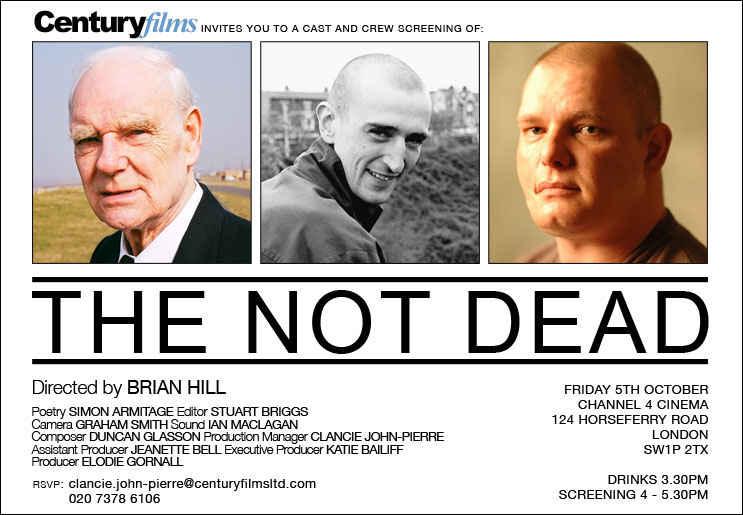 Centuryfilms INVITES YOU TO A CAST AND CREW SCREENING OF:
THE NOT DEAD
Directed by BRIAN HILL
Poetry SIMON ARMITAGE Editor STUART BRIGGS
Camera GRAHAM SMITH Sound IAN MACLAGAN
Composer DUNCAN GLASSON Production Manager CLANCIE JOHN-PIERRE
Assistant Producer JEANETTE BELL Executive Producer KATIE BAILIFF
Producer ELODIE GORNALL
RSVP: clancie.john-pierre@centuryfilmsltd.com
020 7378 6106
FRIDAY 5TH OCTOBER
CHANNEL 4 CINEMA
124 HORSEFERRY ROAD
LONDON
SW1P 2TX
DRINKS 3.30PM
SCREENING 4 - 5.30PM